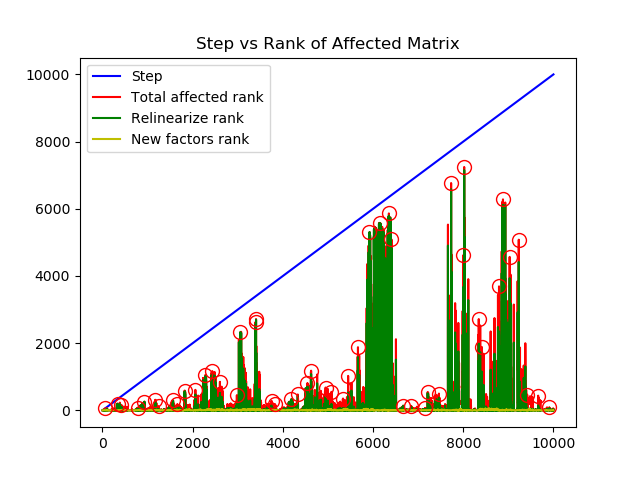 Step vs Rank of Affected Matrix
10000
8000
6000
4000
2000
0
Step
Total affected rank
Relinearize rank
New factors rank
0 2000 4000 6000 8000 10000